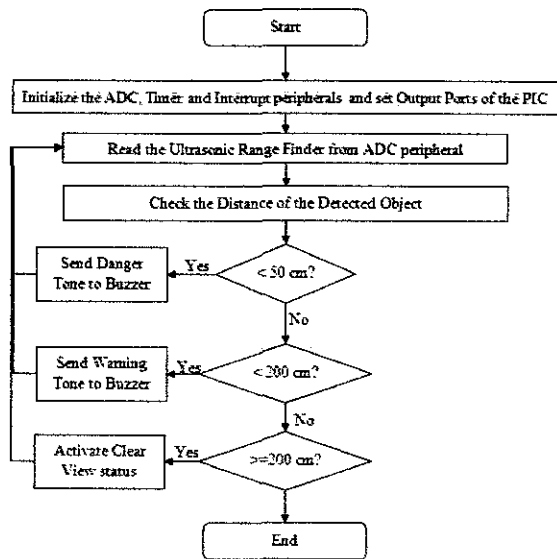 Start
Initialize the ADC, Timer and Interrupt peripherals and set Output Ports of the PIC
Read the Ultrasonic Range Finder from ADC peripheral
Check the Distance of the Detected Object
Send Danger
Tone to Buzzer
Yes
< 50 cm?
No
Send Warning
Tone to Buzzer
Yes
< 200 cm?
No
Activate Clear
View status
Yes
>=200 cm?
End